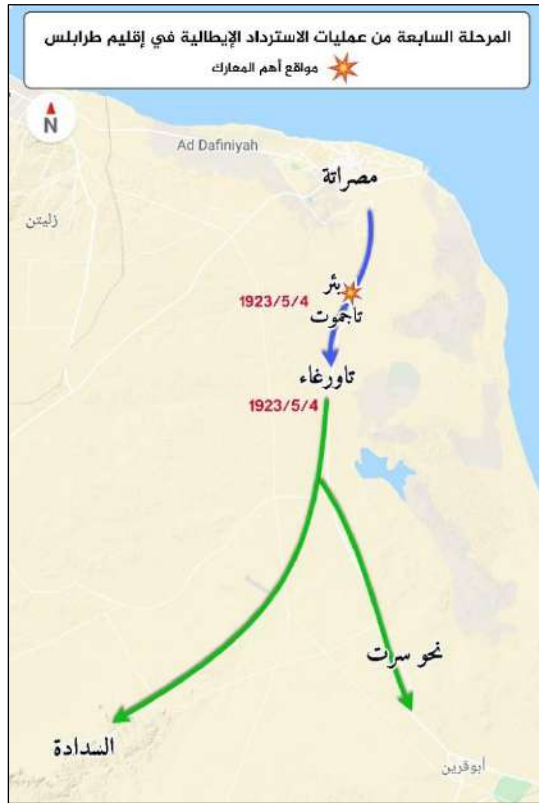 المرحلة السابعة من عمليات الاسترداد الإيطالية في إقليم طرابلس
مواقع أهم المعارك
N
Ad Dafiniyah
مصراتة
زليتن
بئر
1923/5/4
تاجموت
تاورغاء
1923/5/4
نحو سرت
السدادة
أبوقرين